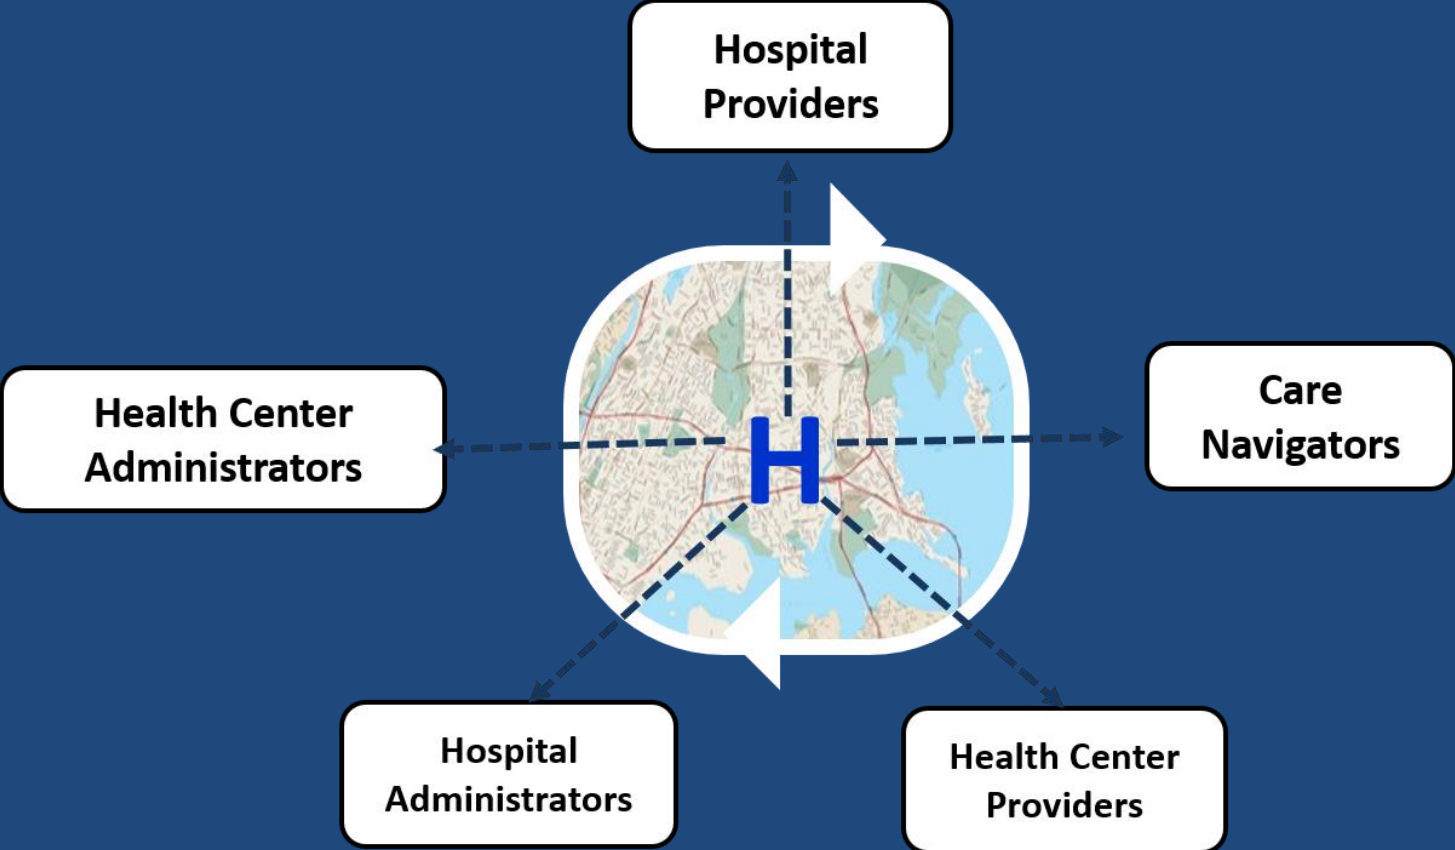 Hospital
Providers
Health Center
Administrators
Care
Navigators
H
Hospital
Administrators
Health Center
Providers